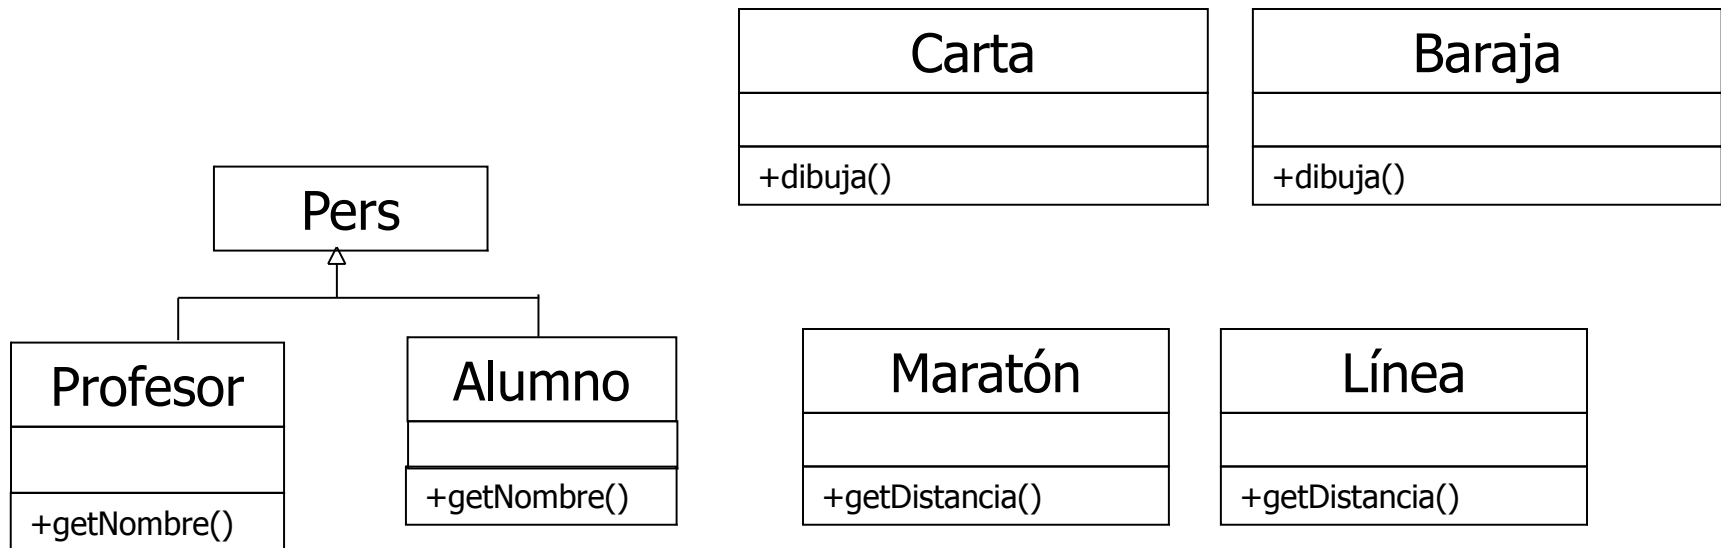 Carta
+dibuja()
Baraja
+dibuja()
Pers
Profesor
+getNombre()
Alumno
+getNombre()
Maratón
+getDistancia()
Línea
+getDistancia()